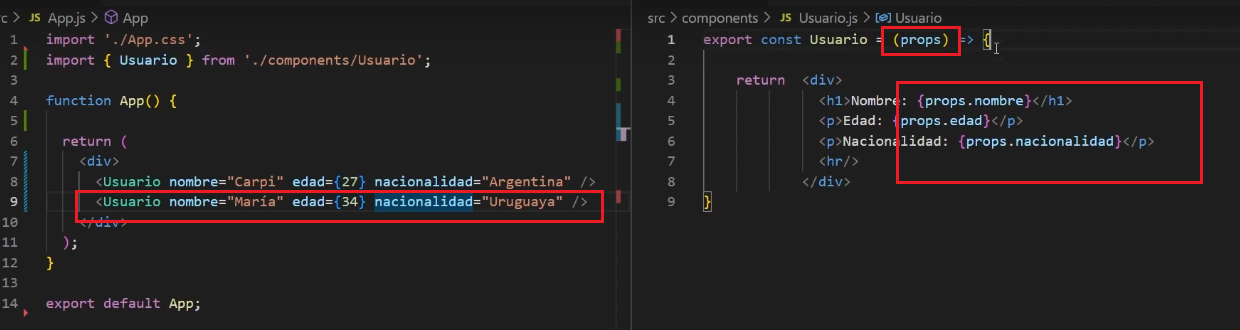 rc > JS App.js > App
1 import './App.css';
2 import { Usuario } from './components/Usuario';
3
4 function App() {
5
6 return (
7 <div>
8 <Usuario nombre="Carpi" edad={27} nacionalidad="Argentina" />
9 <Usuario nombre="María" edad={34} nacionalidad="Uruguaya" />
10 </div>
11 );
12 }
13
14 export default App;
src > components > JS Usuario.js > Usuario
1 export const Usuario = (props) => {
2
3 return <div>
4 <h1>Nombre: {props.nombre}</h1>
5 <p>Edad: {props.edad}</p>
6 <p>Nacionalidad: {props.nacionalidad}</p>
7 <hr/>
8 </div>
9 }